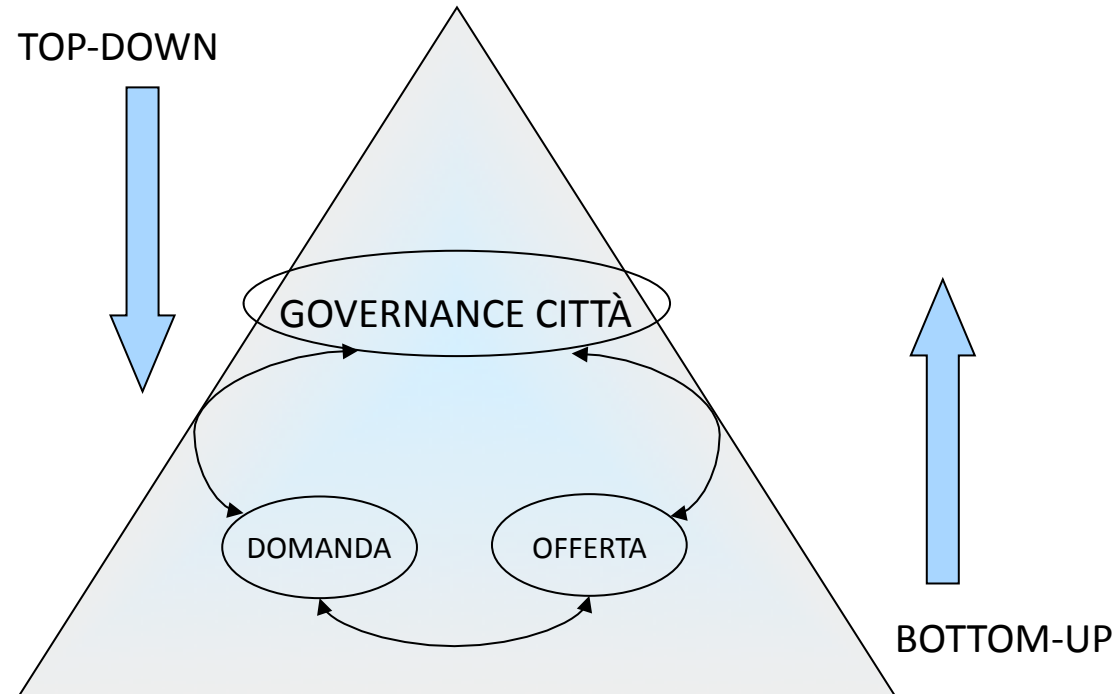 TOP-DOWN
GOVERNANCE CITTÀ
DOMANDA
OFFERTA
BOTTOM-UP